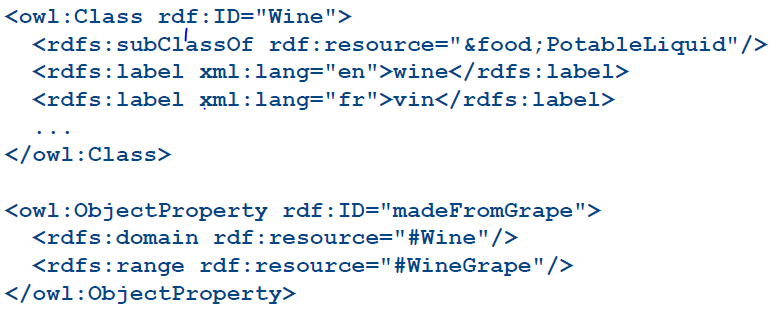 <owl:Class rdf:ID="Wine">
<rdfs:subClassOf rdf:resource="&food;PotableLiquid"/>
<rdfs:label xml:lang="en">wine</rdfs:label>
<rdfs:label xml:lang="fr">vin</rdfs:label>
...
</owl:Class>
<owl:ObjectProperty rdf:ID="madeFromGrape">
<rdfs:domain rdf:resource="#Wine"/>
<rdfs:range rdf:resource="#WineGrape"/>
</owl:ObjectProperty>